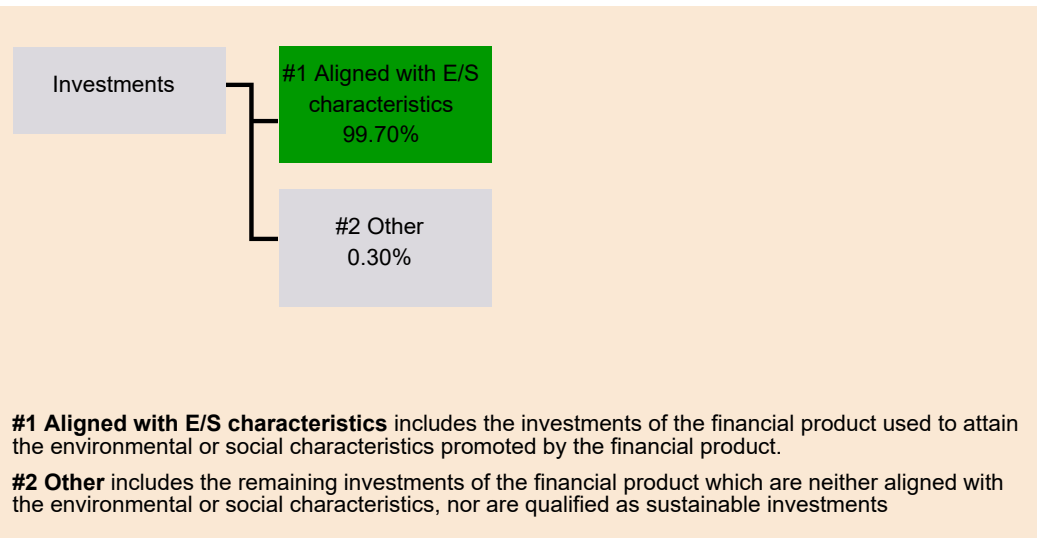 Investments
#1 Aligned with E/S
characteristics
99.70%
#2 Other
0.30%
#1 Aligned with E/S characteristics includes the investments of the financial product used to attain
the environmental or social characteristics promoted by the financial product.
#2 Other includes the remaining investments of the financial product which are neither aligned with
the environmental or social characteristics, nor are qualified as sustainable investments